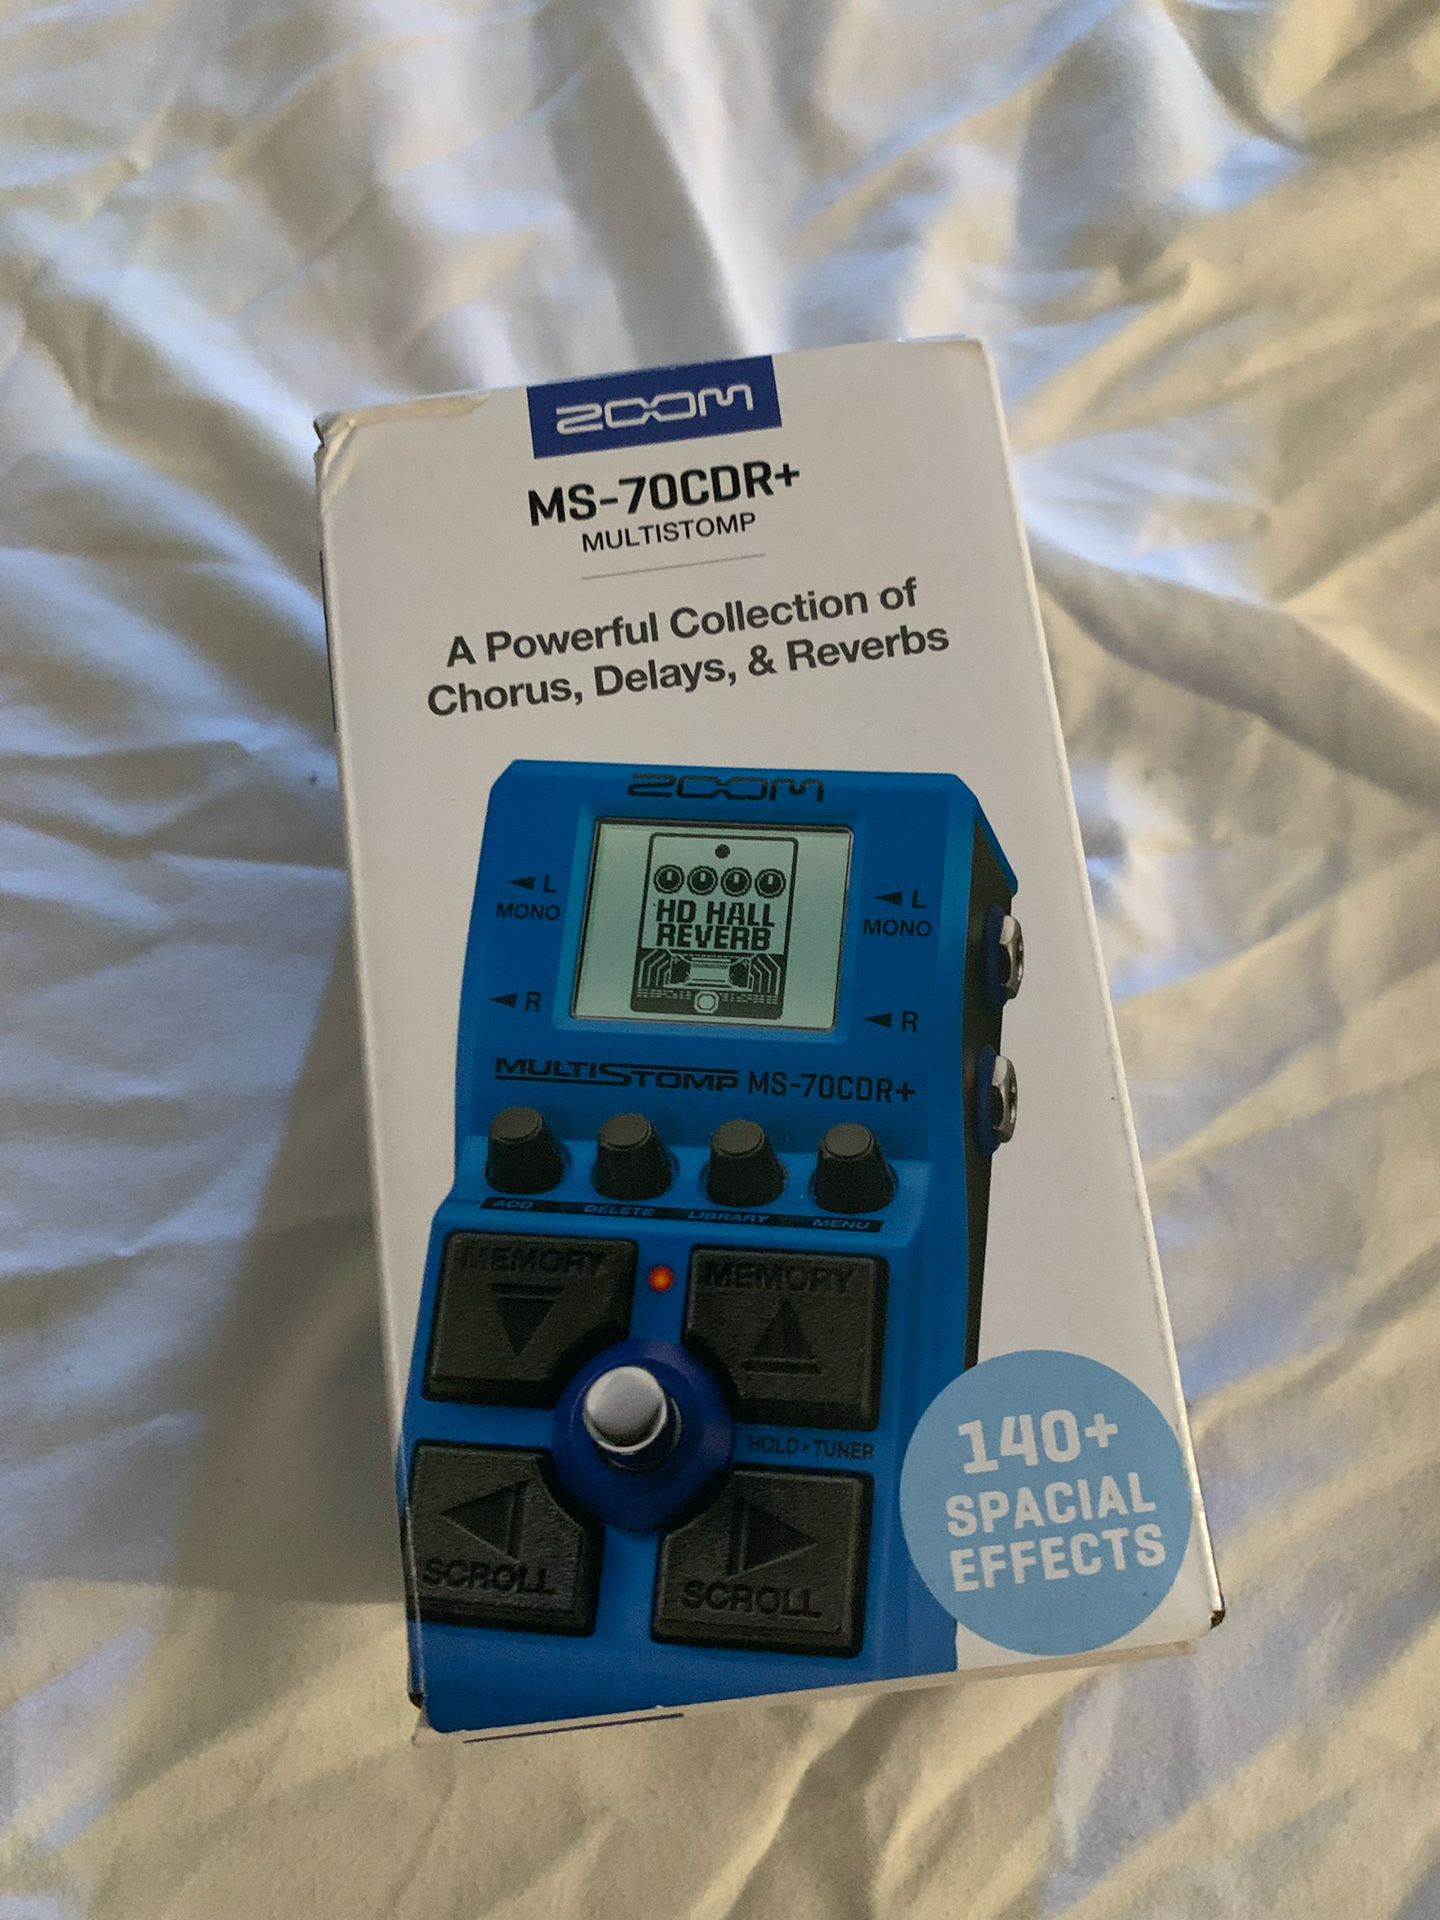 ZOOM
MS-70CDR+
MULTISTOMP
A Powerful Collection of
Chorus, Delays, & Reverbs
ZOOM
L
MONO
R
HD HALL
REVERB
L
MONO
R
MULTISTOMP MS-70CDR+
ADD DELETE LIBRARY MENU
MEMORY MEMORY
HOLD▸TUNER
SCROLL SCROLL
140+
SPACIAL
EFFECTS